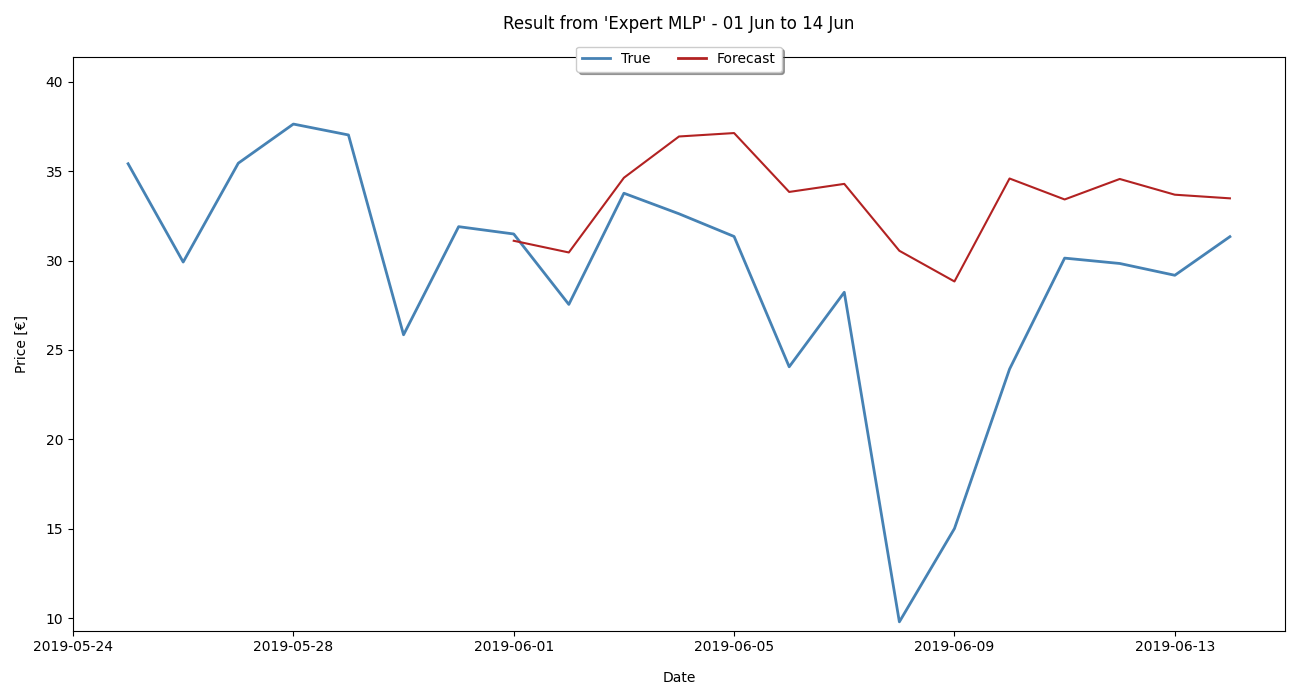 Result from 'Expert MLP' - 01 Jun to 14 Jun
True Forecast
Price [€]
40
35
30
25
20
15
10
2019-05-24 2019-05-28 2019-06-01 2019-06-05 2019-06-09 2019-06-13
Date